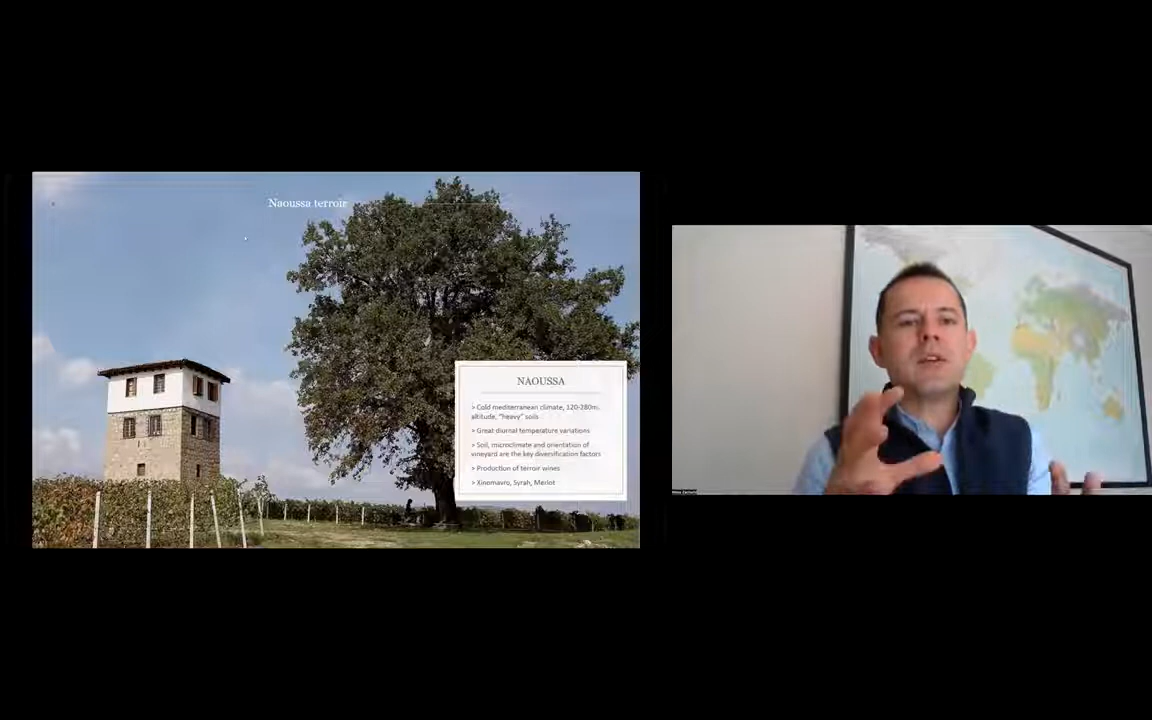 Naoussa terroir
NAOUSSA
> Cold mediterranean climate, 120-280m.
altitude, "heavy" soils
> Great diurnal temperature variations
> Soil, microclimate and orientation of
vineyard are the key diversification factors
> Production of terroir wines
> Xinomavro, Syrah, Merlot